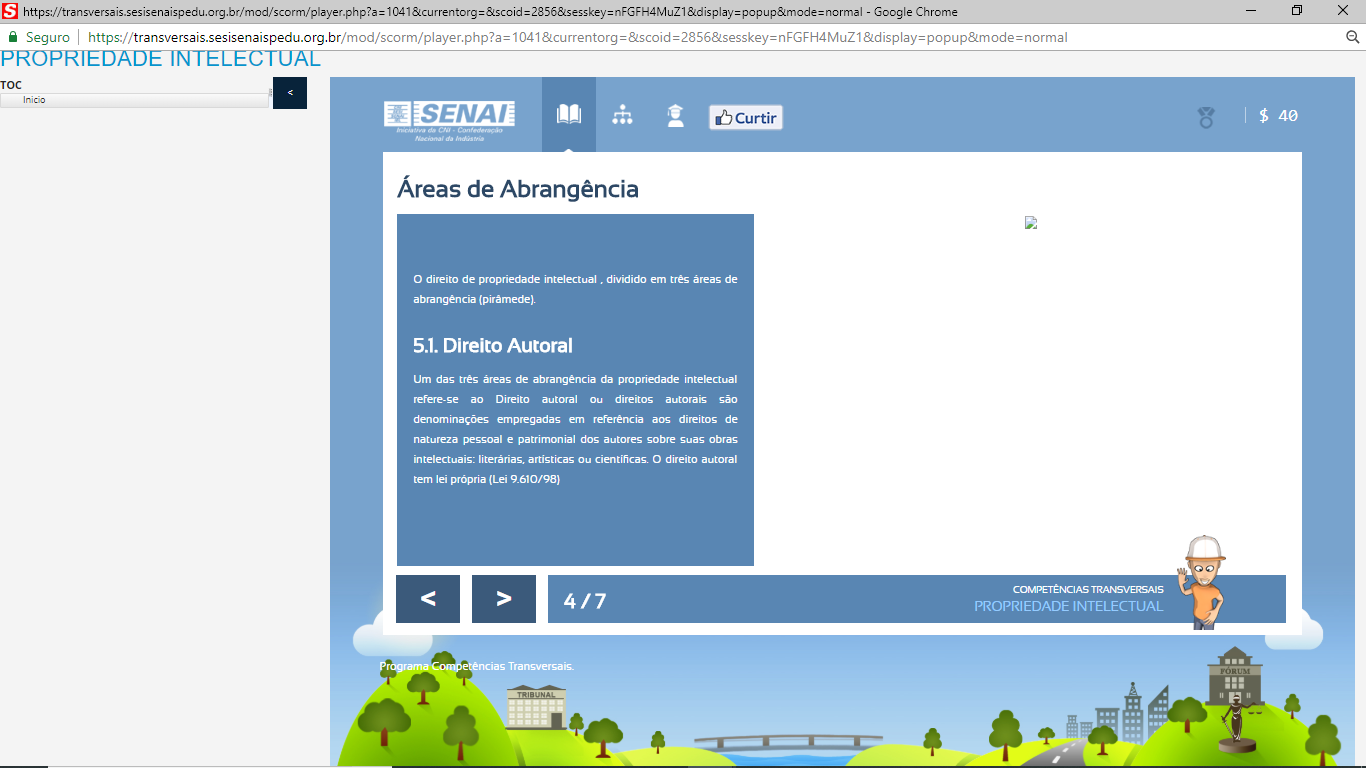 https://transversais.sesisenaispedu.org.br/mod/scorm/player.php?a=1041&currentorg=&scoid=2856&sesskey=nFGFH4MuZ1&display=popup&mode=normal - Google Chrome
Seguro | https://transversais.sesisenaispedu.org.br/mod/scorm/player.php?a=1041&currentorg=&scoid=2856&sesskey=nFGFH4MuZ1&display=popup&mode=normal
PROPRIEDADE INTELECTUAL
TOC
Inicio
<
SENAI
Iniciativa da CNI - Confederação
Nacional da Indústria
Curtir
$ 40
Áreas de Abrangência
O direito de propriedade intelectual , dividido em três áreas de
abrangência (pirâmede).
5.1. Direito Autoral
Um das três áreas de abrangência da propriedade intelectual
refere-se ao Direito autoral ou direitos autorais são
denominações empregadas em referência aos direitos de
natureza pessoal e patrimonial dos autores sobre suas obras
intelectuais: literárias, artísticas ou científicas. O direito autoral
tem lei própria (Lei 9.610/98)
< > 4 / 7
COMPETÊNCIAS TRANSVERSAIS
PROPRIEDADE INTELECTUAL
Programa Competências Transversais.
TRIBUNAL
FÓRUM